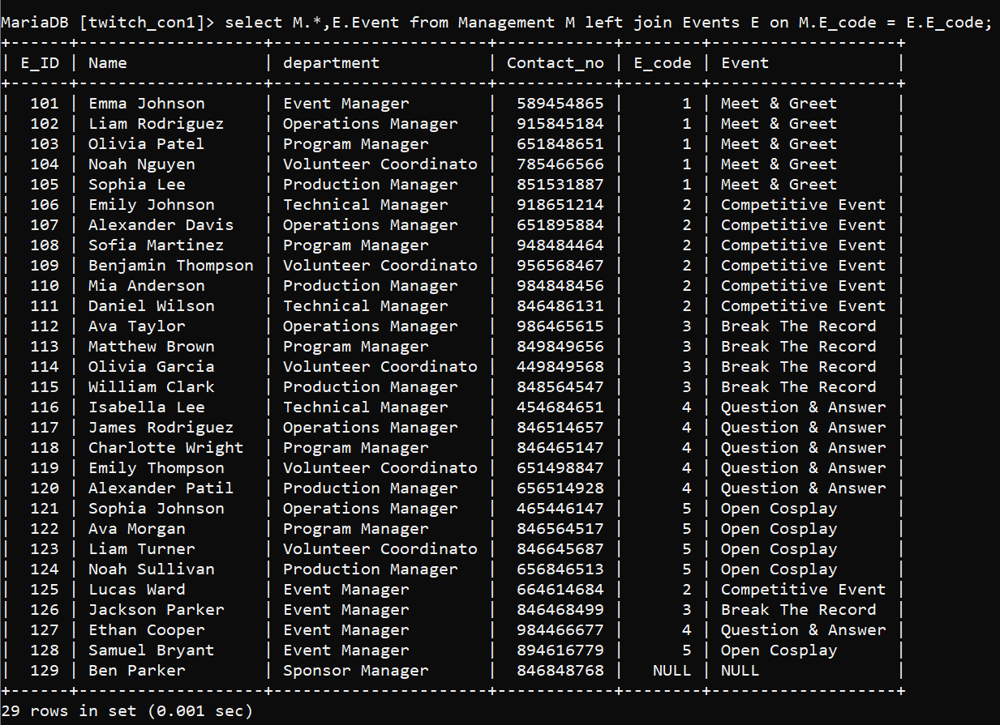 MariaDB [twitch_con1]> select M.*,E.Event from Management M left join Events E on M.E_code = E.E_code;
+------+--------------------+----------------------+------------+--------+-------------------+
| E_ID | Name               | department           | Contact_no | E_code | Event             |
+------+--------------------+----------------------+------------+--------+-------------------+
|  101 | Emma Johnson       | Event Manager        |  589454865 |      1 | Meet & Greet      |
|  102 | Liam Rodriguez     | Operations Manager   |  915845184 |      1 | Meet & Greet      |
|  103 | Olivia Patel       | Program Manager      |  651848651 |      1 | Meet & Greet      |
|  104 | Noah Nguyen        | Volunteer Coordinato |  785466566 |      1 | Meet & Greet      |
|  105 | Sophia Lee         | Production Manager   |  851531887 |      1 | Meet & Greet      |
|  106 | Emily Johnson      | Technical Manager    |  918651214 |      2 | Competitive Event |
|  107 | Alexander Davis    | Operations Manager   |  651895884 |      2 | Competitive Event |
|  108 | Sofia Martinez     | Program Manager      |  948484464 |      2 | Competitive Event |
|  109 | Benjamin Thompson  | Volunteer Coordinato |  956568467 |      2 | Competitive Event |
|  110 | Mia Anderson       | Production Manager   |  984848456 |      2 | Competitive Event |
|  111 | Daniel Wilson      | Technical Manager    |  846486131 |      2 | Competitive Event |
|  112 | Ava Taylor         | Operations Manager   |  986465615 |      3 | Break The Record  |
|  113 | Matthew Brown      | Program Manager      |  849849656 |      3 | Break The Record  |
|  114 | Olivia Garcia      | Volunteer Coordinato |  449849568 |      3 | Break The Record  |
|  115 | William Clark      | Production Manager   |  848564547 |      3 | Break The Record  |
|  116 | Isabella Lee       | Technical Manager    |  454684651 |      4 | Question & Answer |
|  117 | James Rodriguez    | Operations Manager   |  846514657 |      4 | Question & Answer |
|  118 | Charlotte Wright   | Program Manager      |  846465147 |      4 | Question & Answer |
|  119 | Emily Thompson     | Volunteer Coordinato |  651498847 |      4 | Question & Answer |
|  120 | Alexander Patil    | Production Manager   |  656514928 |      4 | Question & Answer |
|  121 | Sophia Johnson     | Operations Manager   |  465446147 |      5 | Open Cosplay      |
|  122 | Ava Morgan         | Program Manager      |  846564517 |      5 | Open Cosplay      |
|  123 | Liam Turner        | Volunteer Coordinato |  846645687 |      5 | Open Cosplay      |
|  124 | Noah Sullivan      | Production Manager   |  656846513 |      5 | Open Cosplay      |
|  125 | Lucas Ward         | Event Manager        |  664614684 |      2 | Competitive Event |
|  126 | Jackson Parker     | Event Manager        |  846468499 |      3 | Break The Record  |
|  127 | Ethan Cooper       | Event Manager        |  984466677 |      4 | Question & Answer |
|  128 | Samuel Bryant      | Event Manager        |  894616779 |      5 | Open Cosplay      |
|  129 | Ben Parker         | Sponsor Manager      |  846848768 |   NULL | NULL              |
+------+--------------------+----------------------+------------+--------+-------------------+
29 rows in set (0.001 sec)